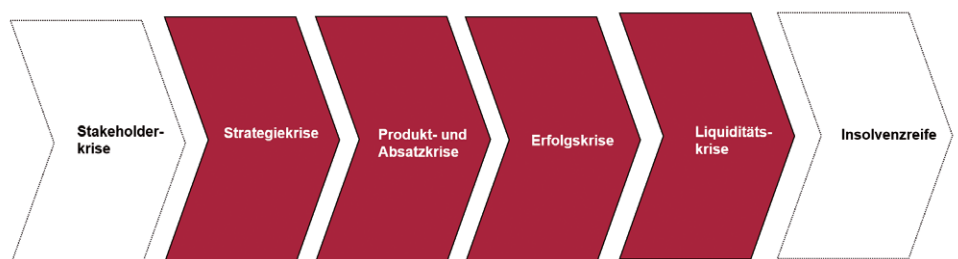 Stakeholder-
krise
Strategiekrise
Produkt- und
Absatzkrise
Erfolgskrise
Liquiditäts-
krise
Insolvenzreife